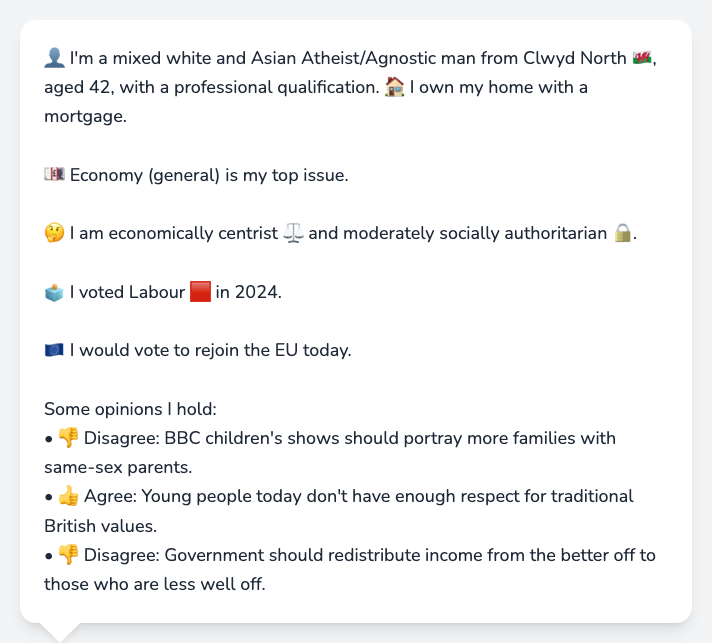 👤 I'm a mixed white and Asian Atheist/Agnostic man from Clwyd North 🏴󠁧󠁢󠁷󠁬󠁳󠁿,
aged 42, with a professional qualification. 🏠 I own my home with a
mortgage.
💷 Economy (general) is my top issue.
🤔 I am economically centrist ⚖️ and moderately socially authoritarian 🔒.
🗳️ I voted Labour 🟥 in 2024.
🇪🇺 I would vote to rejoin the EU today.
Some opinions I hold:
• 👎 Disagree: BBC children's shows should portray more families with
same-sex parents.
• 👍 Agree: Young people today don't have enough respect for traditional
British values.
• 👎 Disagree: Government should redistribute income from the better off to
those who are less well off.